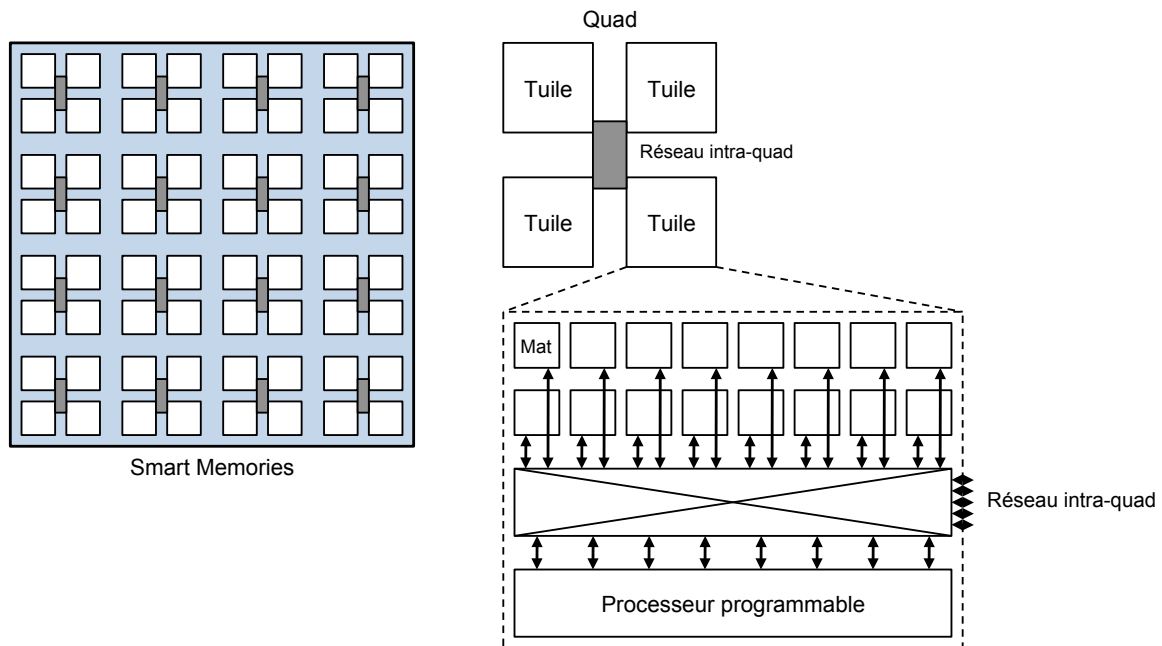 Quad
Tuile
Tuile
Réseau intra-quad
Tuile
Tuile
Smart Memories
Mat
Réseau intra-quad
Processeur programmable